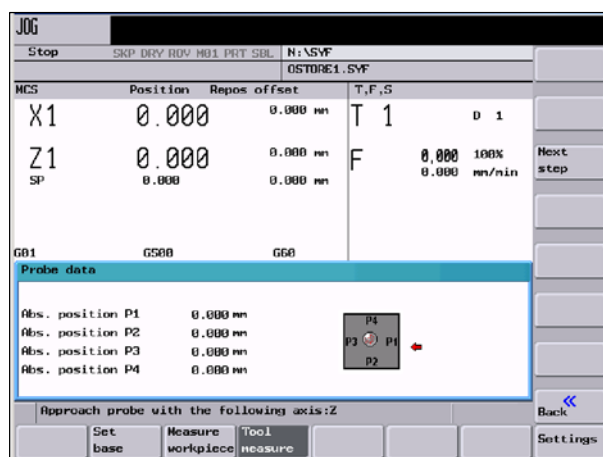 JOG
Stop SKP DRY ROV M01 PRT SBL N:\SYF
OSTORE1.SYF
MCS Position Repos offset T,F,S
X1 0.000 0.000 mm T 1 D 1
Z1 0.000 0.000 mm F 0,000 100%
SP 0.000 0.000 mm 0.000 mm/min
Next
step
G01 G500 G60
Probe data
Abs. position P1 0.000 mm
Abs. position P2 0.000 mm
Abs. position P3 0.000 mm
Abs. position P4 0.000 mm
P4
P3 P1
P2
Approach probe with the following axis:Z
«
Back
Set
base
Measure
workpiece
Tool
measure
Settings